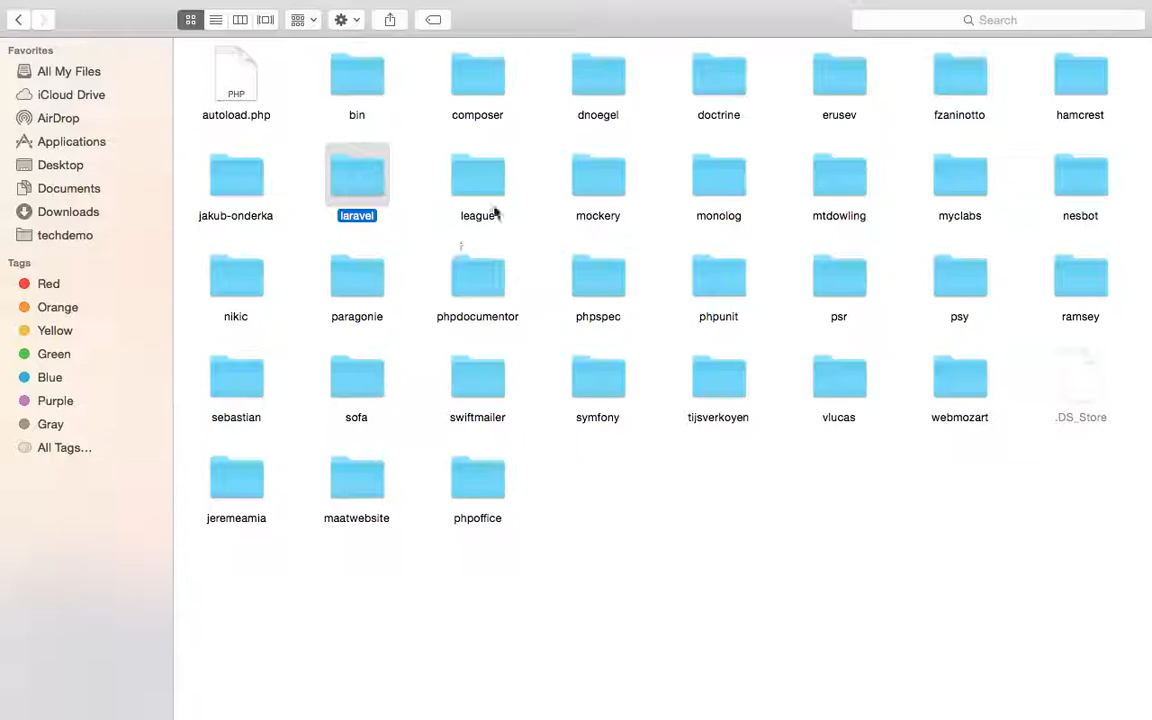 Search
Favorites
All My Files
iCloud Drive
AirDrop
Applications
Desktop
Documents
Downloads
techdemo
Tags
Red
Orange
Yellow
Green
Blue
Purple
Gray
All Tags...
PHP
autoload.php bin composer dnoegel doctrine erusev fzaninotto hamcrest
jakub-onderka laravel league mockery monolog mtdowling myclabs nesbot
nikic paragonie phpdocumentor phpspec phpunit psr psy ramsey
sebastian sofa swiftmailer symfony tijsverkoyen vlucas webmozart .DS_Store
jeremeamia maatwebsite phpoffice